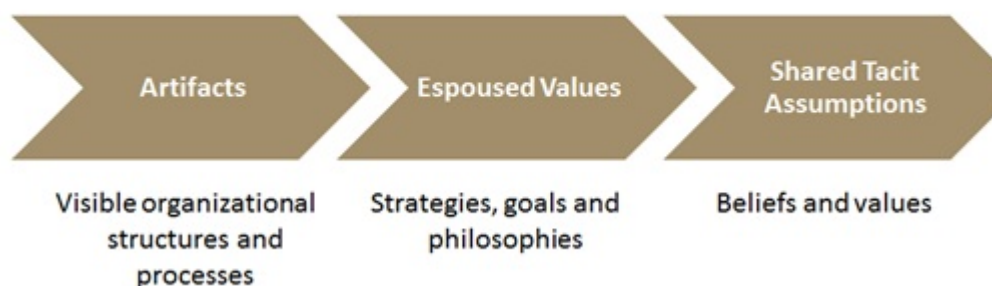 Artifacts
Espoused Values
Shared Tacit
Assumptions
Visible organizational
structures and
processes
Strategies, goals and
philosophies
Beliefs and values